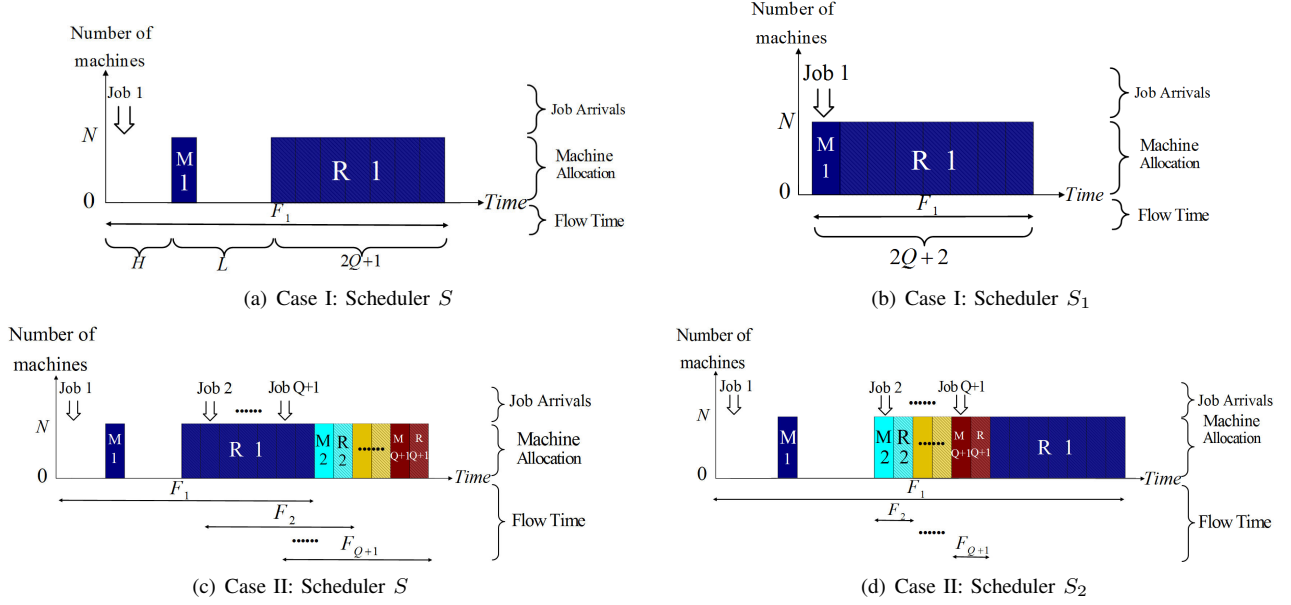 Number of
machines
Job 1
N
M
1
R 1
0
Time
F1
H
L
2Q+1
Job Arrivals
Machine
Allocation
Flow Time
(a) Case I: Scheduler S
Number of
machines
Job 1
N
M
1
R 1
0
Time
F1
2Q+2
Job Arrivals
Machine
Allocation
Flow Time
(b) Case I: Scheduler S1
Number of
machines
Job 1
Job 2
Job Q+1
......
N
M
1
R 1
M
2
R
2
......
M
Q+1
R
Q+1
0
Time
F1
F2
......
FQ+1
Job Arrivals
Machine
Allocation
Flow Time
(c) Case II: Scheduler S
Number of
machines
Job 1
Job 2
Job Q+1
......
N
M
1
M
2
R
2
......
M
Q+1
R
Q+1
R 1
0
Time
F1
F2
......
FQ+1
Job Arrivals
Machine
Allocation
Flow Time
(d) Case II: Scheduler S2